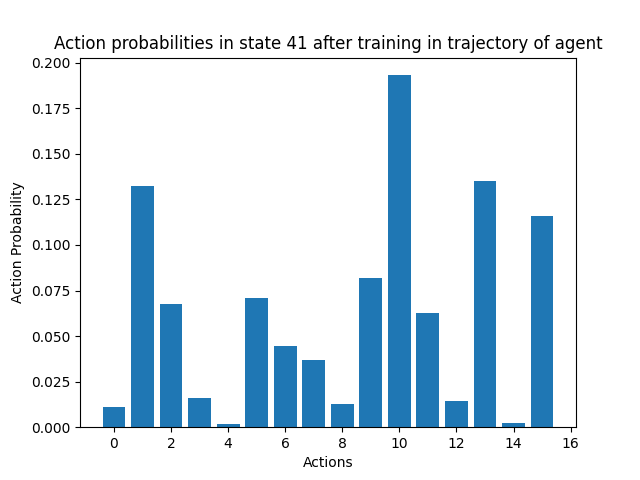 Action probabilities in state 41 after training in trajectory of agent
0.200
0.175
0.150
0.125
0.100
0.075
0.050
0.025
0.000
Action Probability
0 2 4 6 8 10 12 14 16
Actions